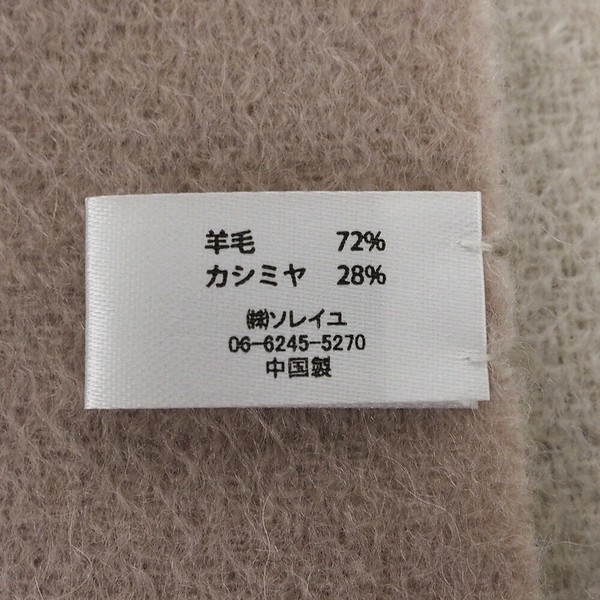 羊毛 72%
カシミヤ 28%
㈱ソレイユ
06-6245-5270
中国製